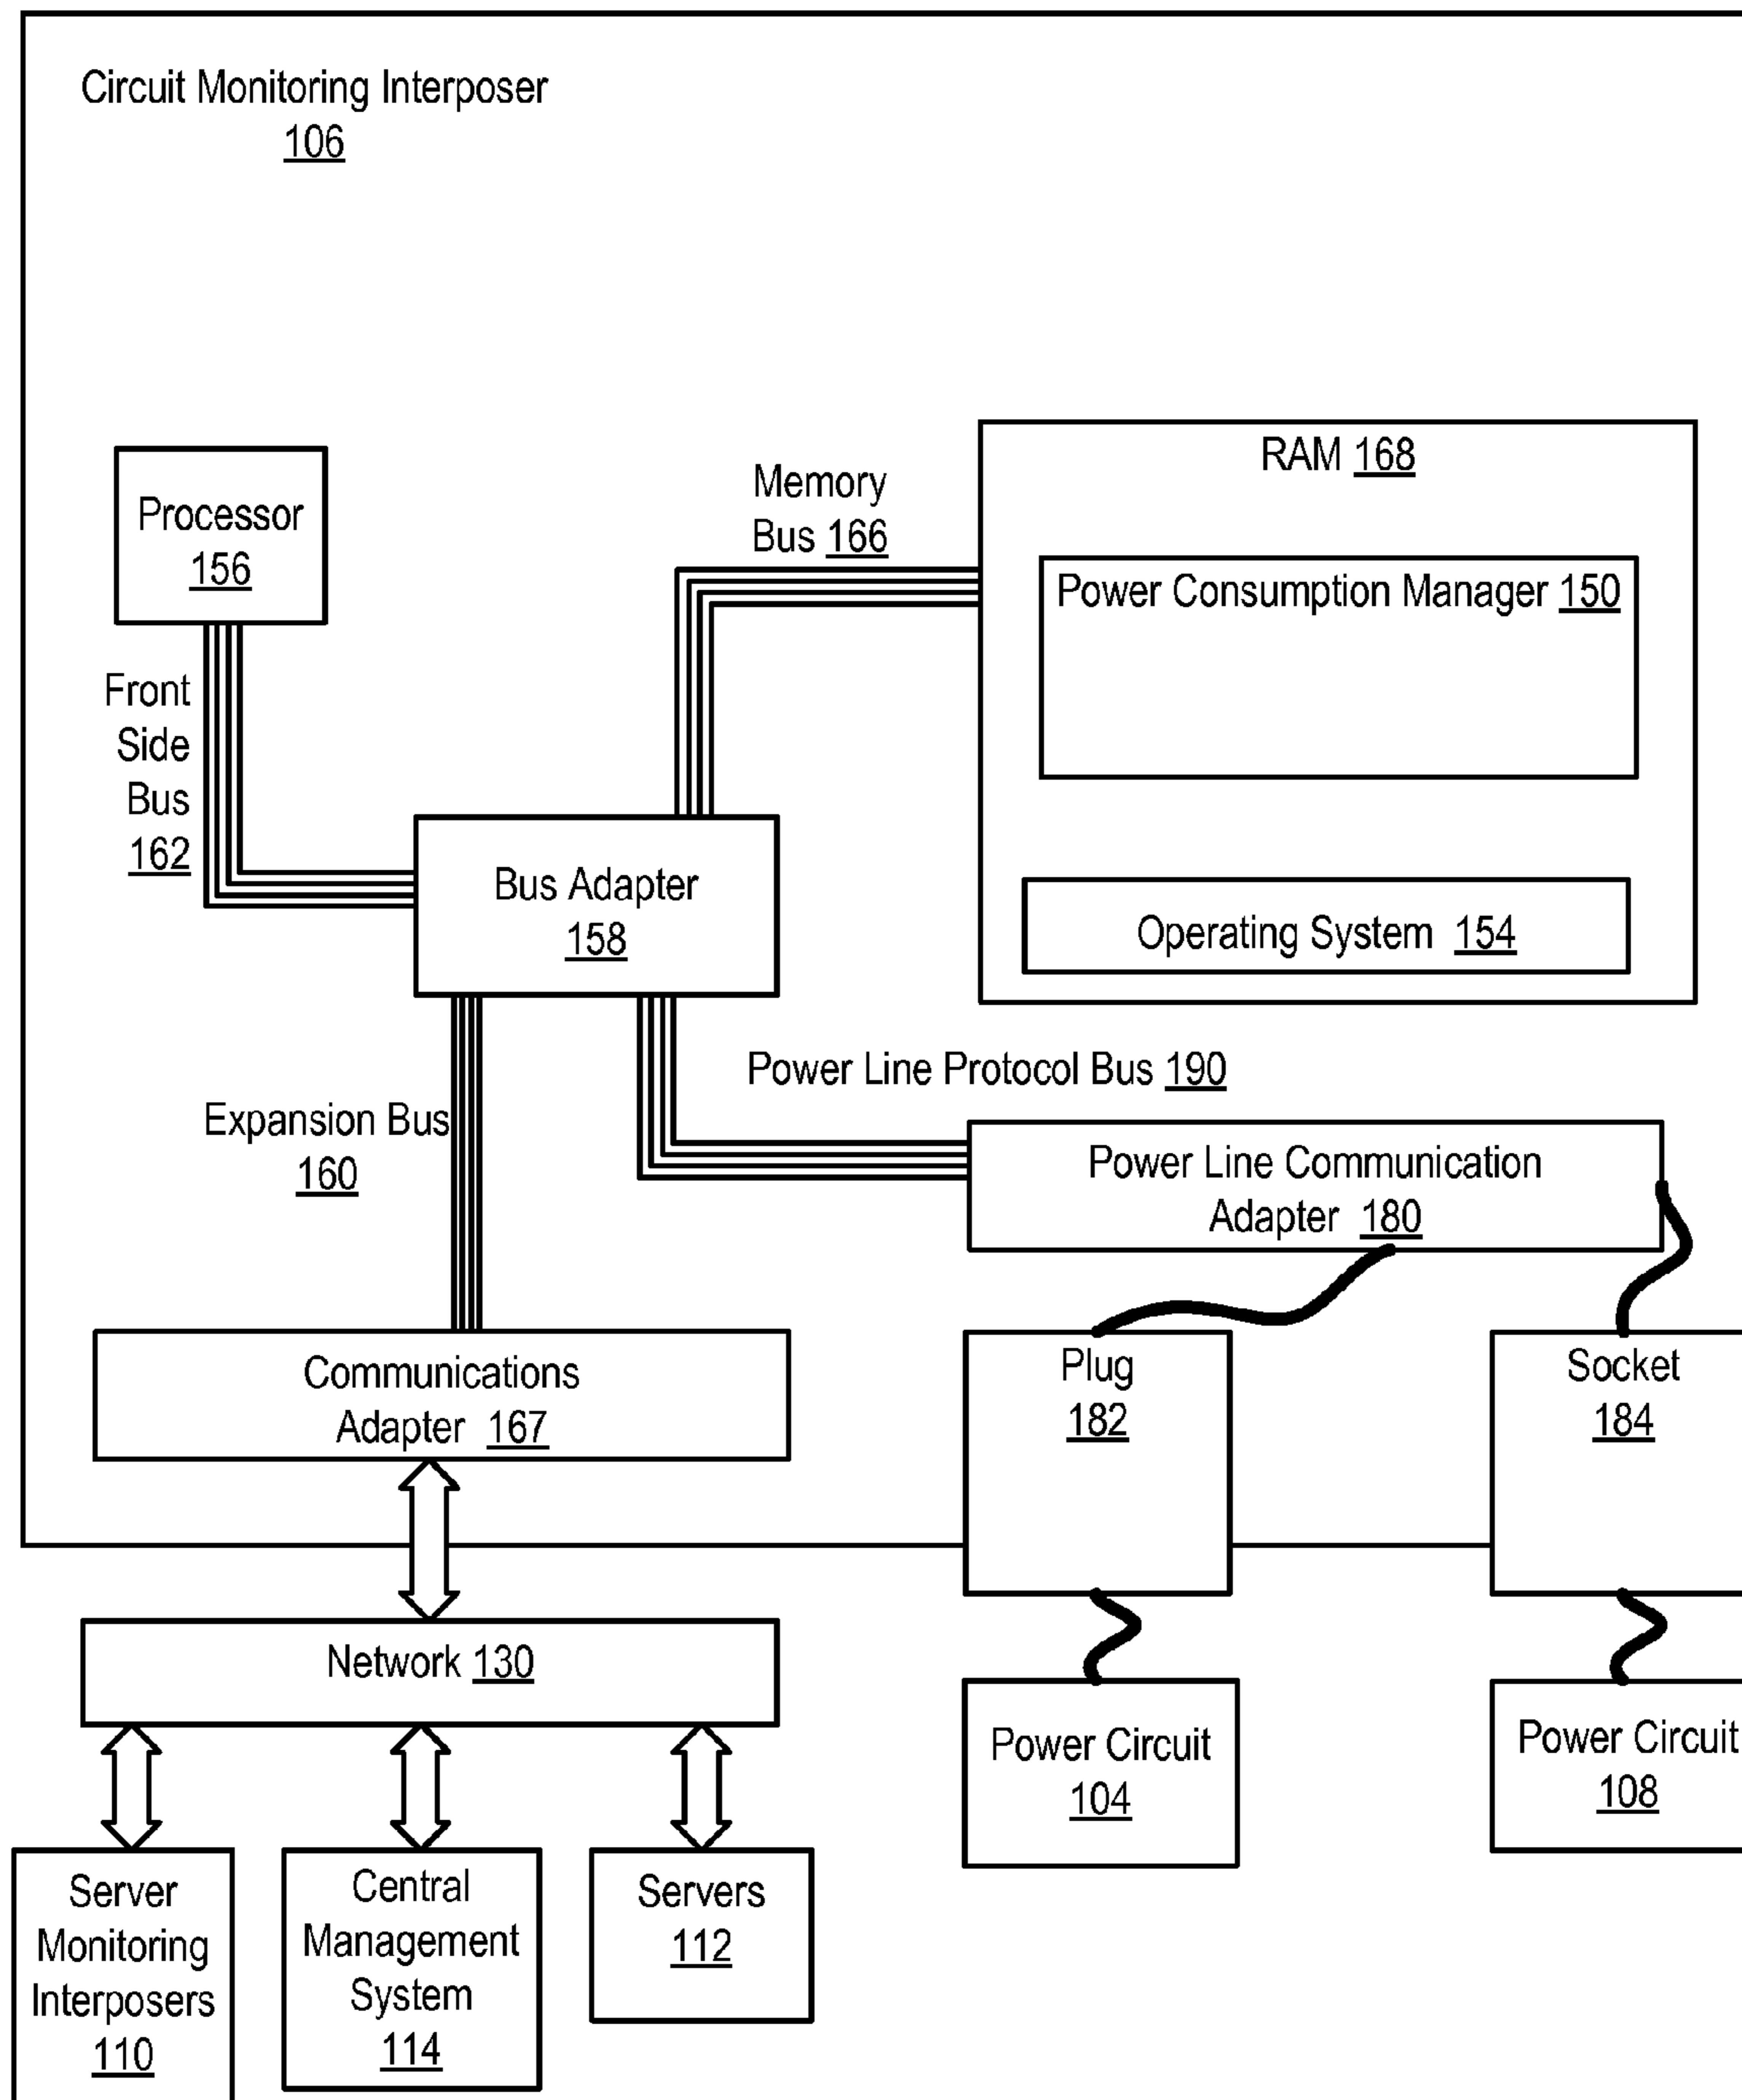 Circuit Monitoring Interposer
106
RAM 168
Memory
Bus 166
Processor
156
Power Consumption Manager 150
Front
Side
Bus
162
Bus Adapter
158
Operating System 154
Power Line Protocol Bus 190
Expansion Bus
160
Power Line Communication
Adapter 180
Communications
Adapter 167
Plug
182
Socket
184
Network 130
Power Circuit
104
Power Circuit
108
Server
Monitoring
Interposers
110
Central
Management
System
114
Servers
112